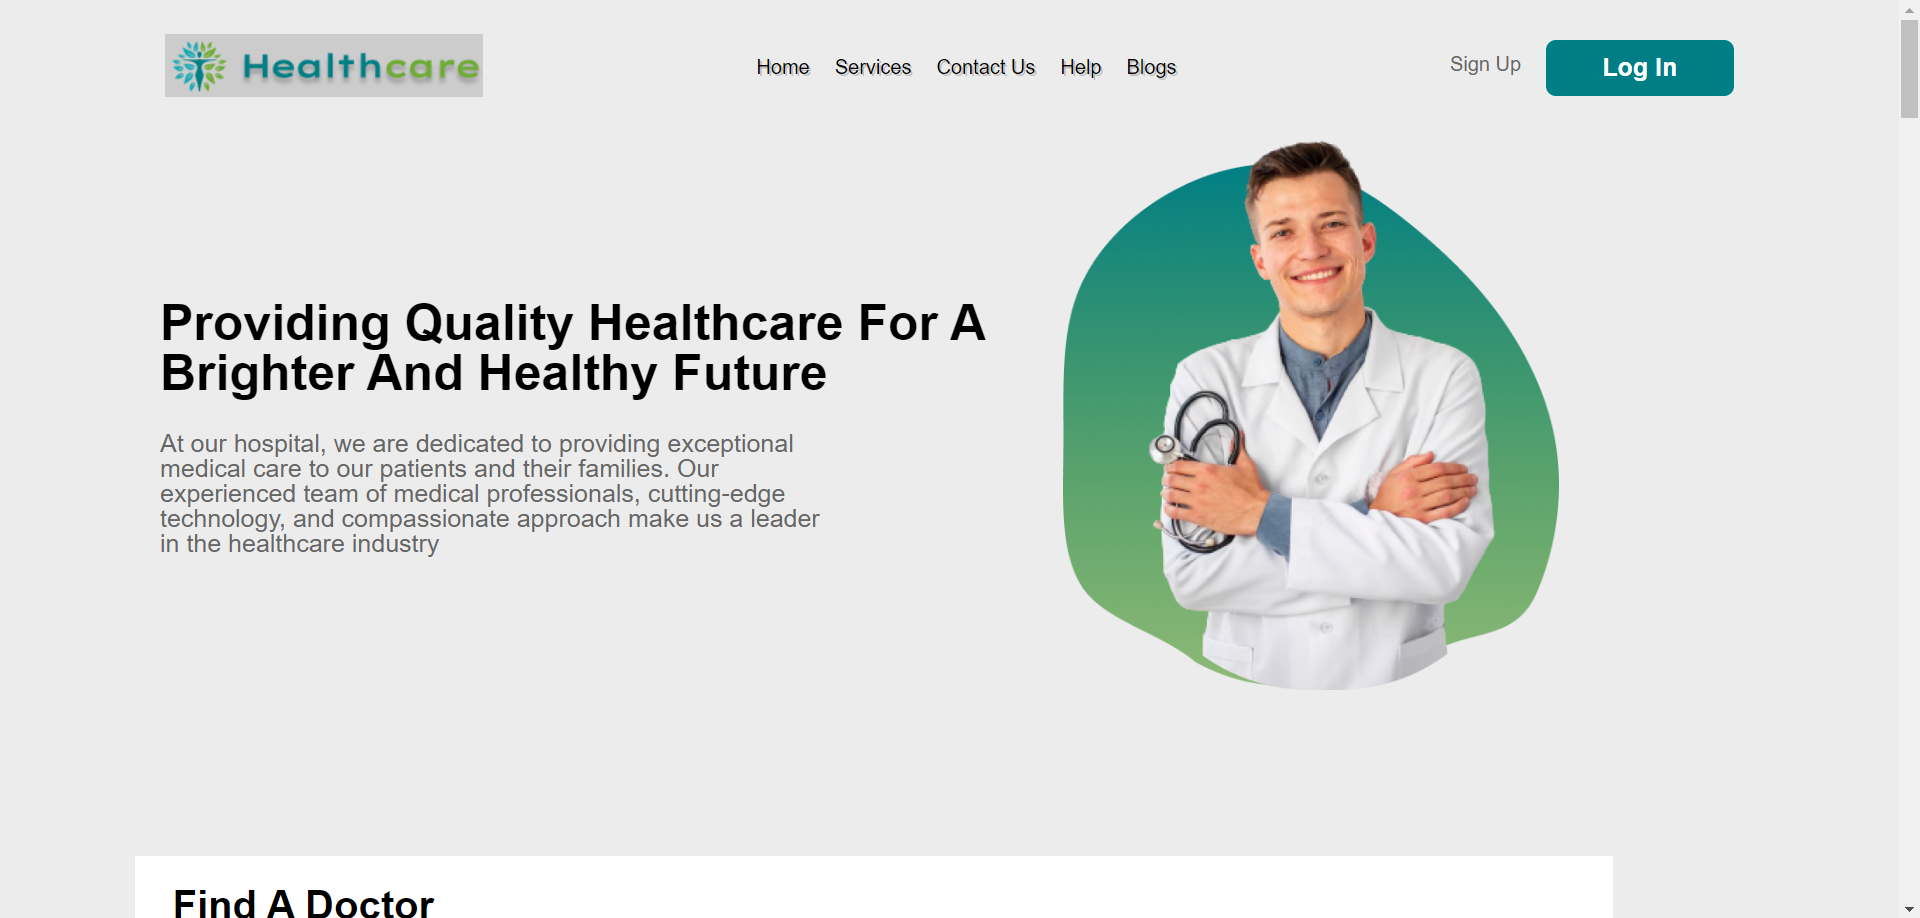 Healthcare
Home
Services
Contact Us
Help
Blogs
Sign Up
Log In
Providing Quality Healthcare For A
Brighter And Healthy Future
At our hospital, we are dedicated to providing exceptional
medical care to our patients and their families. Our
experienced team of medical professionals, cutting-edge
technology, and compassionate approach make us a leader
in the healthcare industry
Find A Doctor